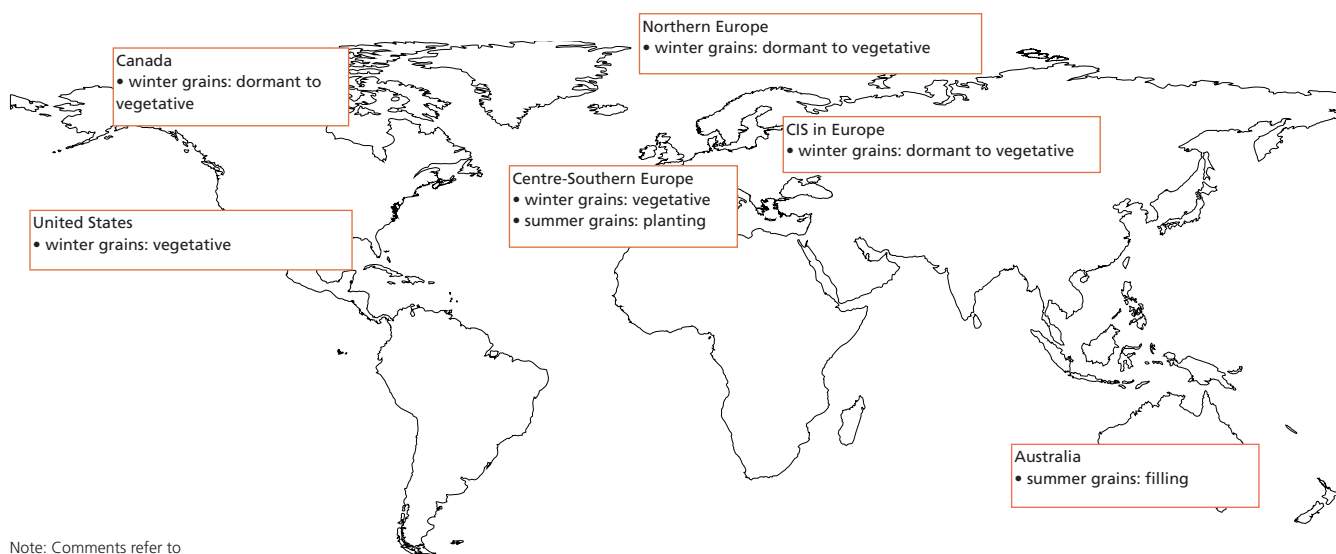 Northern Europe
• winter grains: dormant to vegetative
Canada
• winter grains: dormant to
vegetative
CIS in Europe
• winter grains: dormant to vegetative
Centre-Southern Europe
• winter grains: vegetative
• summer grains: planting
United States
• winter grains: vegetative
Australia
• summer grains: filling
Note: Comments refer to